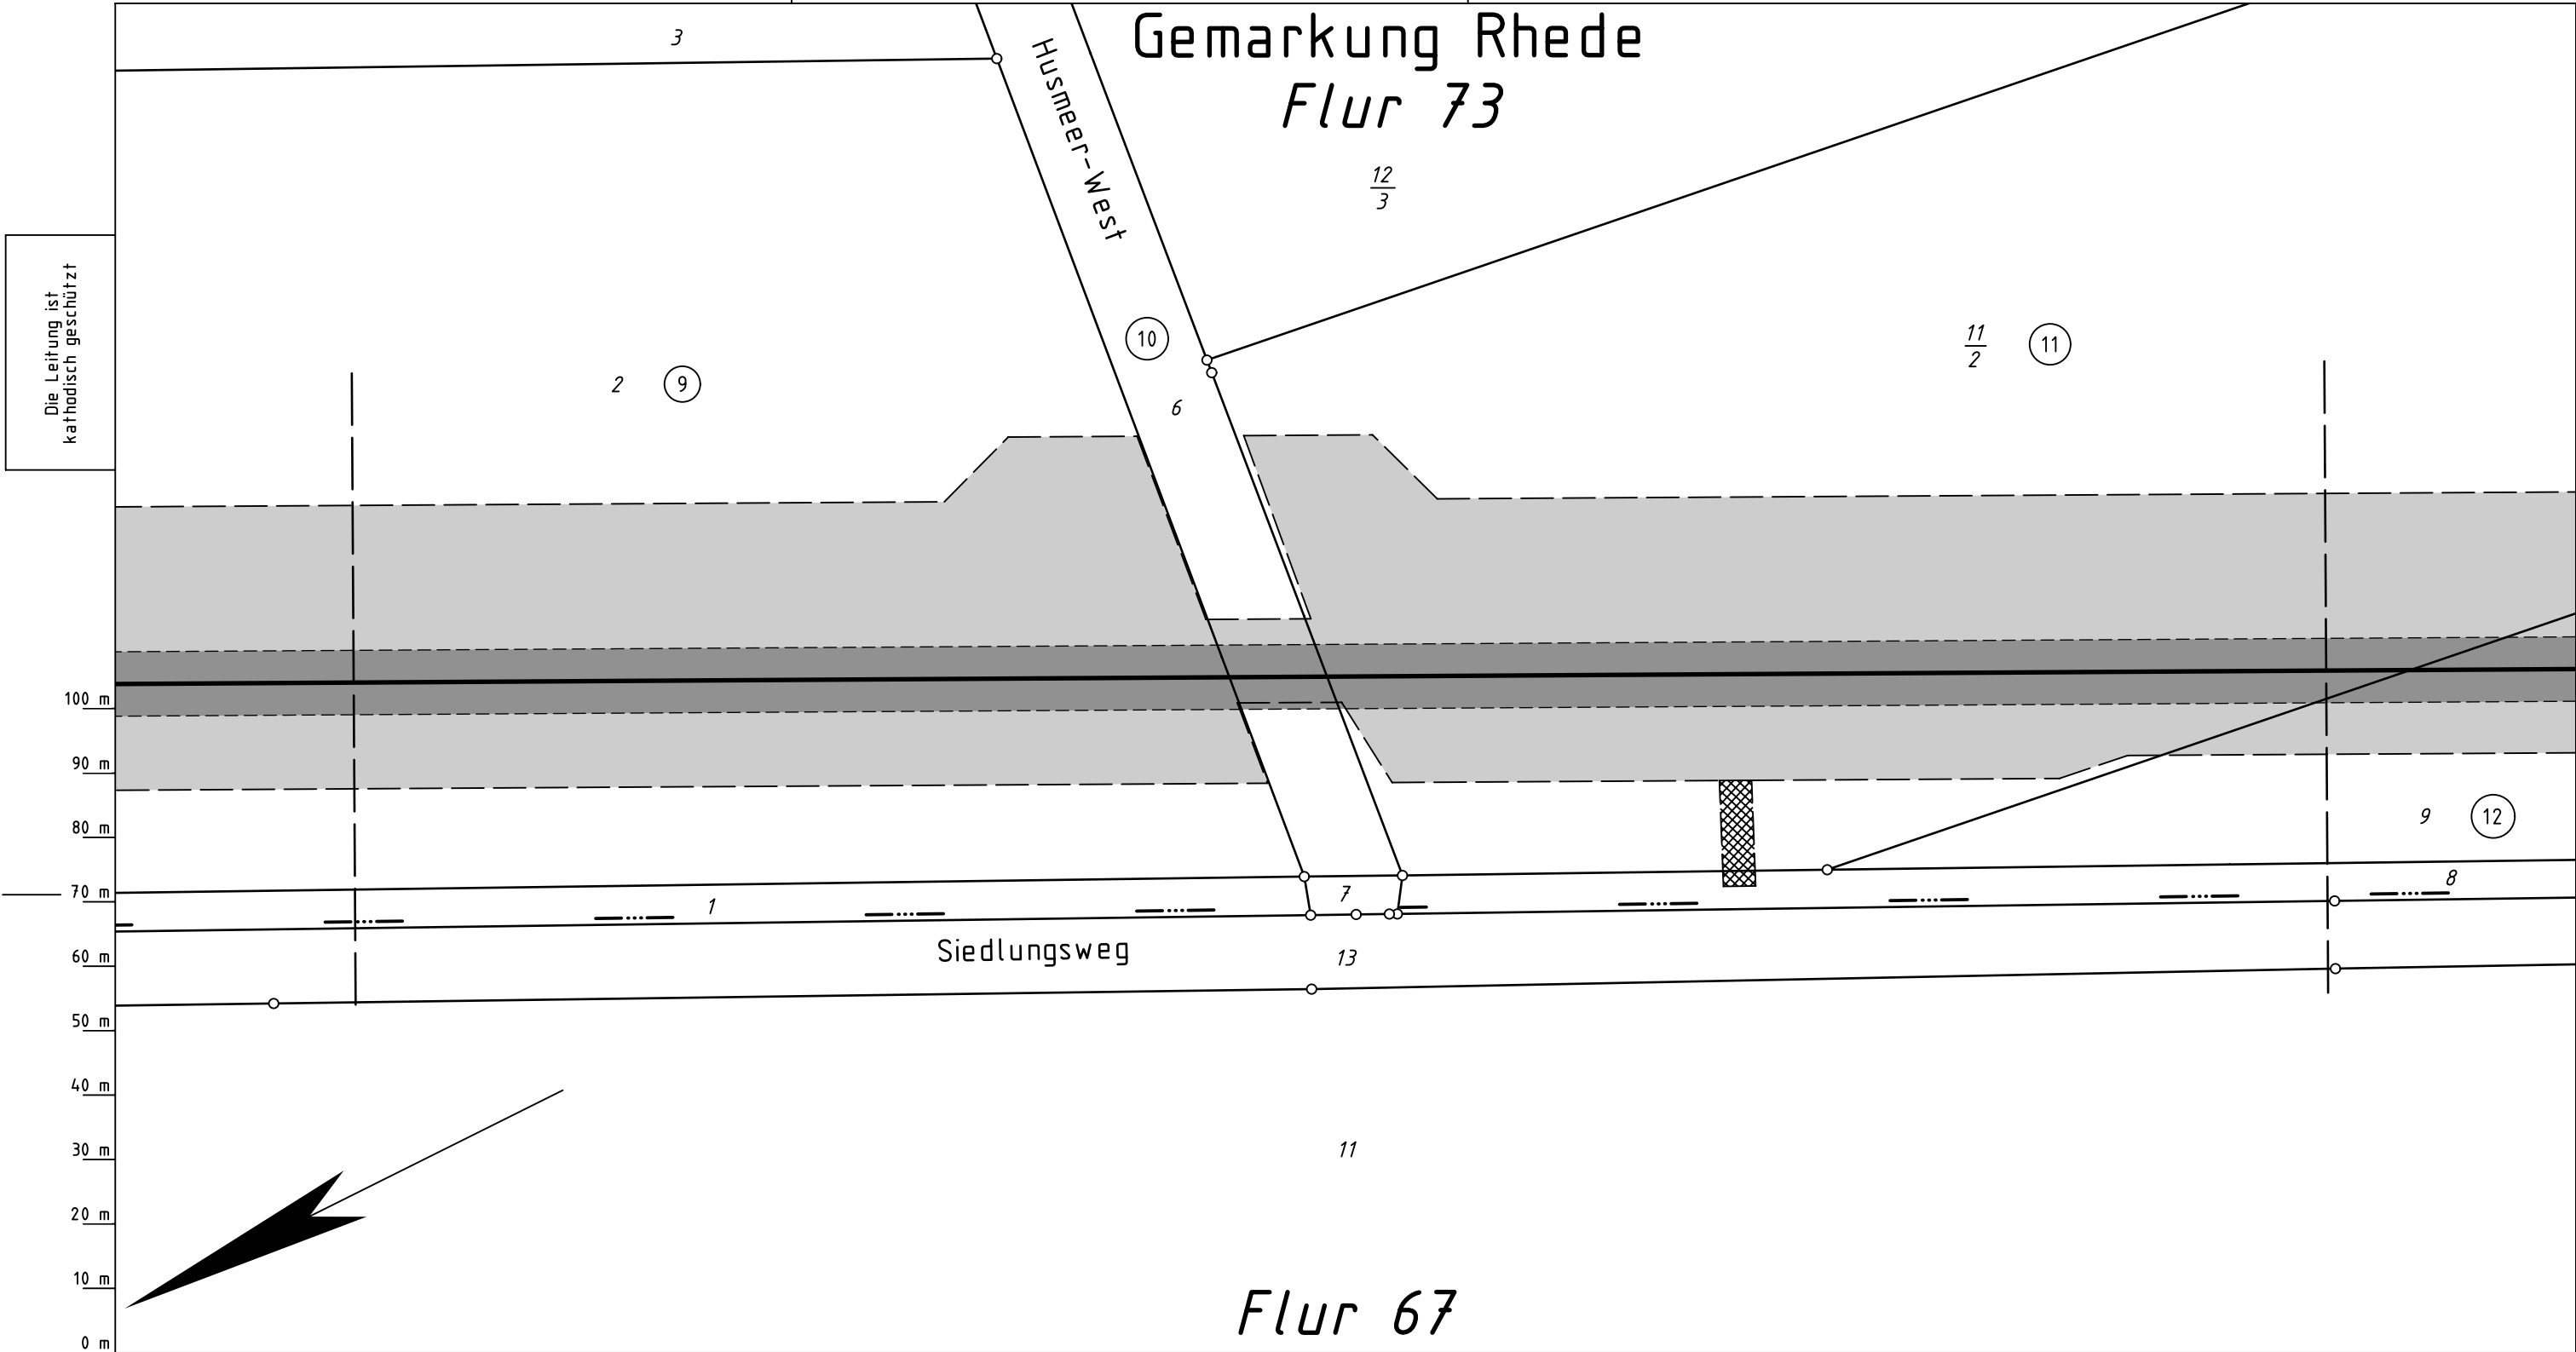 3
Husmeer-West
Gemarkung Rhede
Flur 73
12
3
Die Leitung ist
kathodisch geschützt
2
9
10
6
11
2
11
100 m
90 m
80 m
70 m
60 m
50 m
40 m
30 m
20 m
10 m
0 m
9
12
8
7
1
Siedlungsweg
13
11
Flur 67